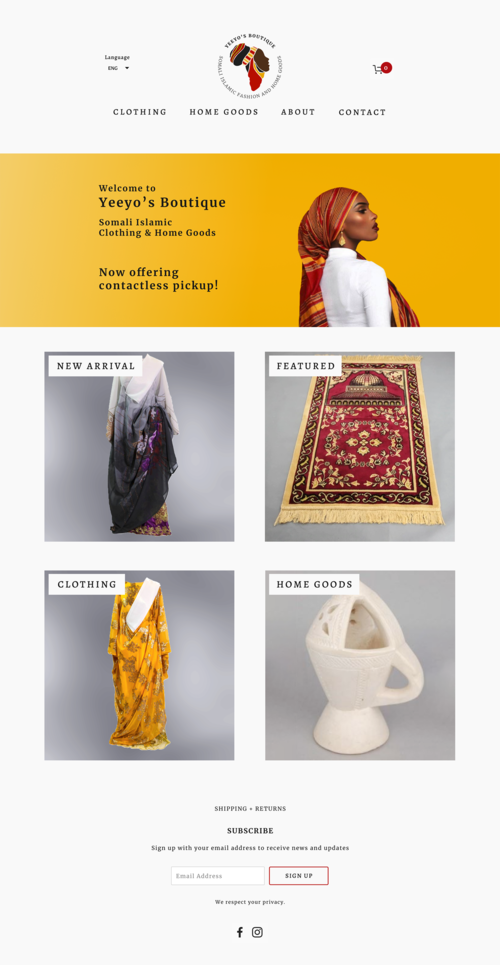 Language
ENG
YEEYO'S BOUTIQUE
SOMALI ISLAMIC FASHION AND HOME GOODS
0
CLOTHING HOME GOODS ABOUT CONTACT
Welcome to
Yeeyo's Boutique
Somali Islamic
Clothing & Home Goods
Now offering
contactless pickup!
NEW ARRIVAL
FEATURED
CLOTHING
HOME GOODS
SHIPPING + RETURNS
SUBSCRIBE
Sign up with your email address to receive news and updates
Email Address
SIGN UP
We respect your privacy.